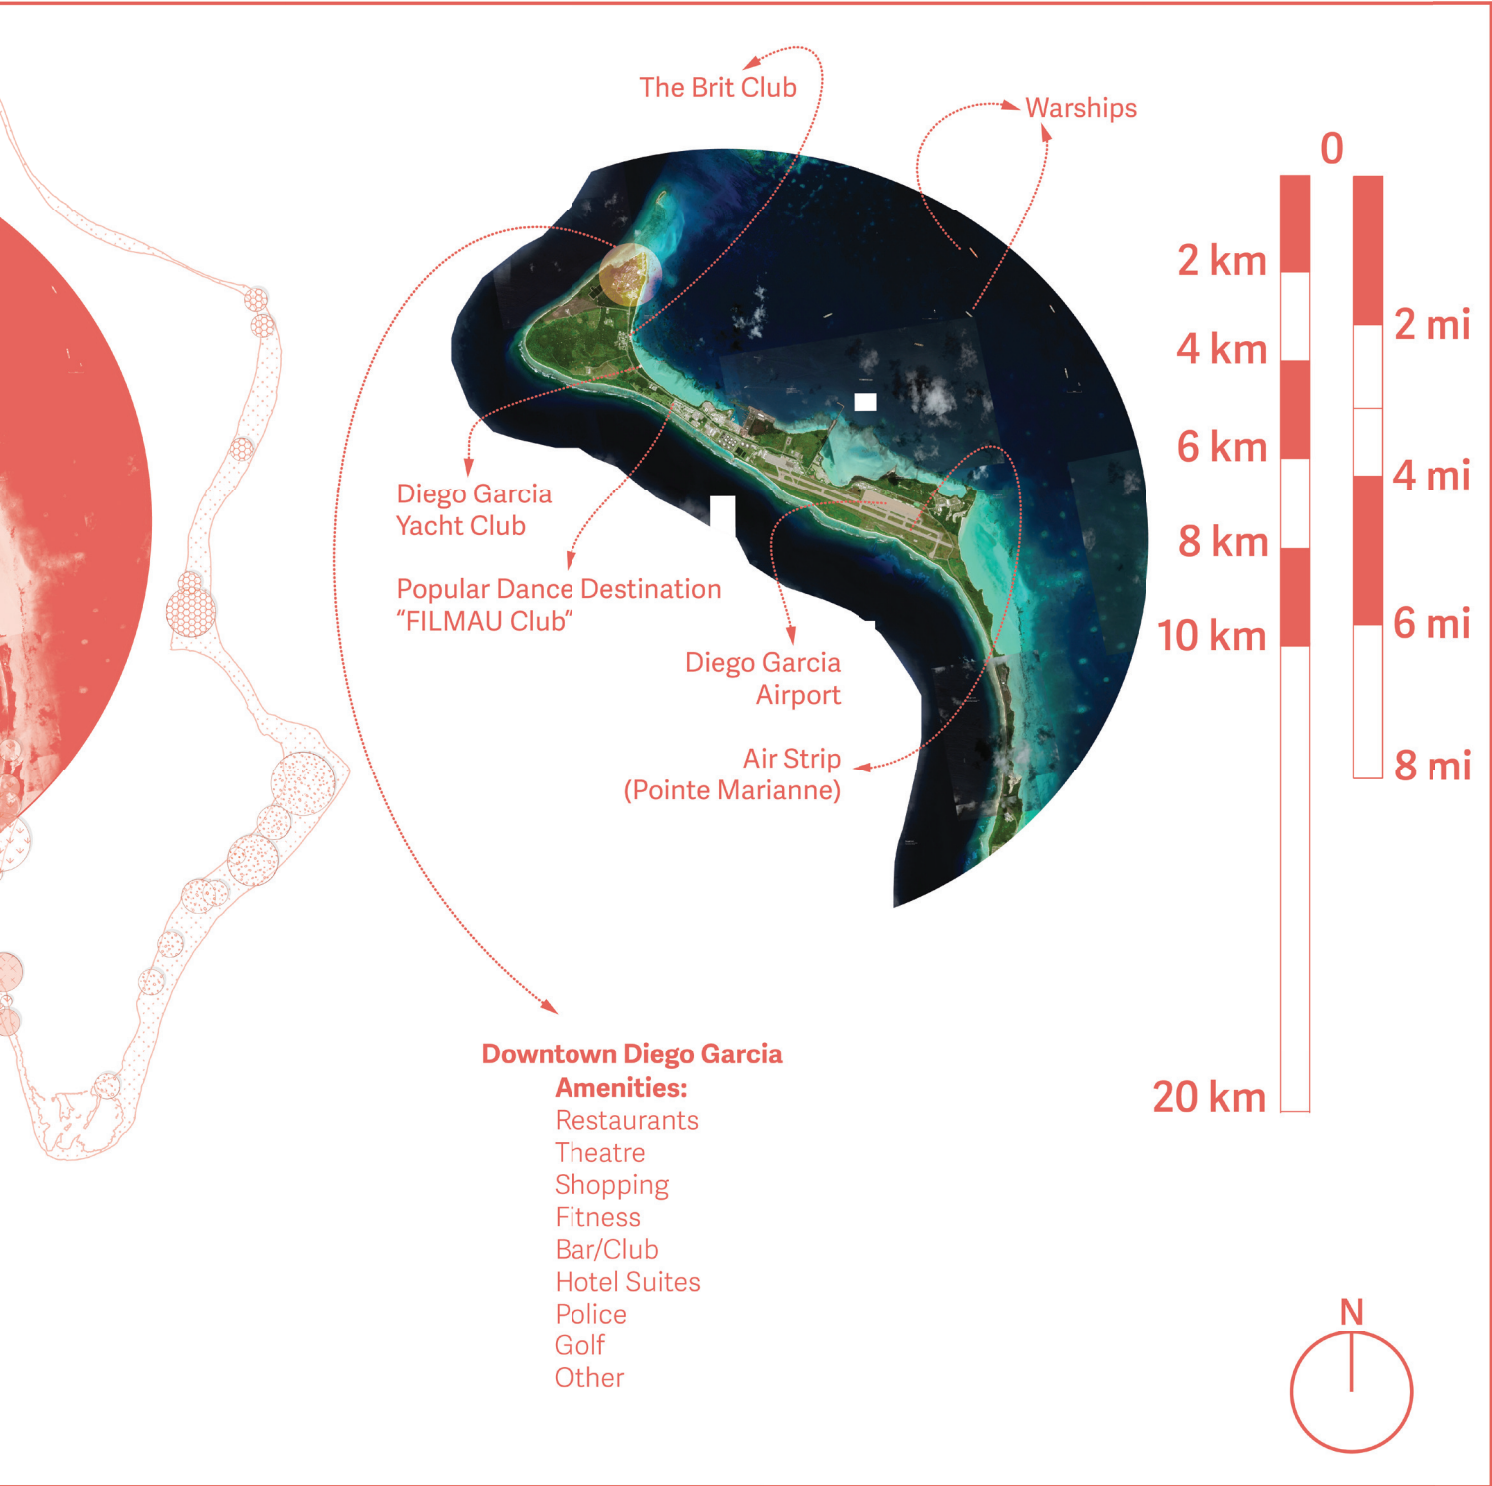 The Brit Club
Warships
0
2 km
4 km
6 km
8 km
10 km
20 km
2 mi
4 mi
6 mi
8 mi
Diego Garcia
Yacht Club
Popular Dance Destination
“FILMAU Club”
Diego Garcia
Airport
Air Strip
(Pointe Marianne)
Downtown Diego Garcia
Amenities:
Restaurants
Theatre
Shopping
Fitness
Bar/Club
Hotel Suites
Police
Golf
Other
N